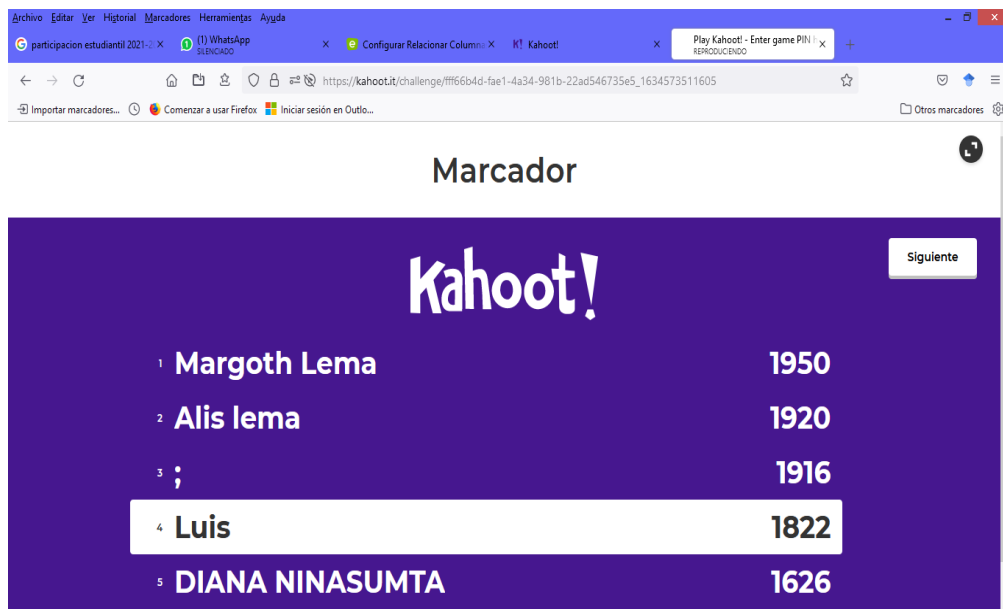 Archivo Editar Ver Historial Marcadores Herramientas Ayuda
participacion estudiantil 2021-2
(1) WhatsApp
SILENCIADO
Configurar Relacionar Column
K! Kahoot!
Play Kahoot! - Enter game PIN
REPRODUCIENDO
https://kahoot.it/challenge/fff66b4d-fae1-4a34-981b-22ad546735e5_1634573511605
Importar marcadores... Comenzar a usar Firefox Iniciar sesión en Outlo... Otros marcadores
Marcador
Kahoot!
Siguiente
1 Margoth Lema 1950
2 Alis lema 1920
3 ; 1916
4 Luis 1822
5 DIANA NINASUMTA 1626